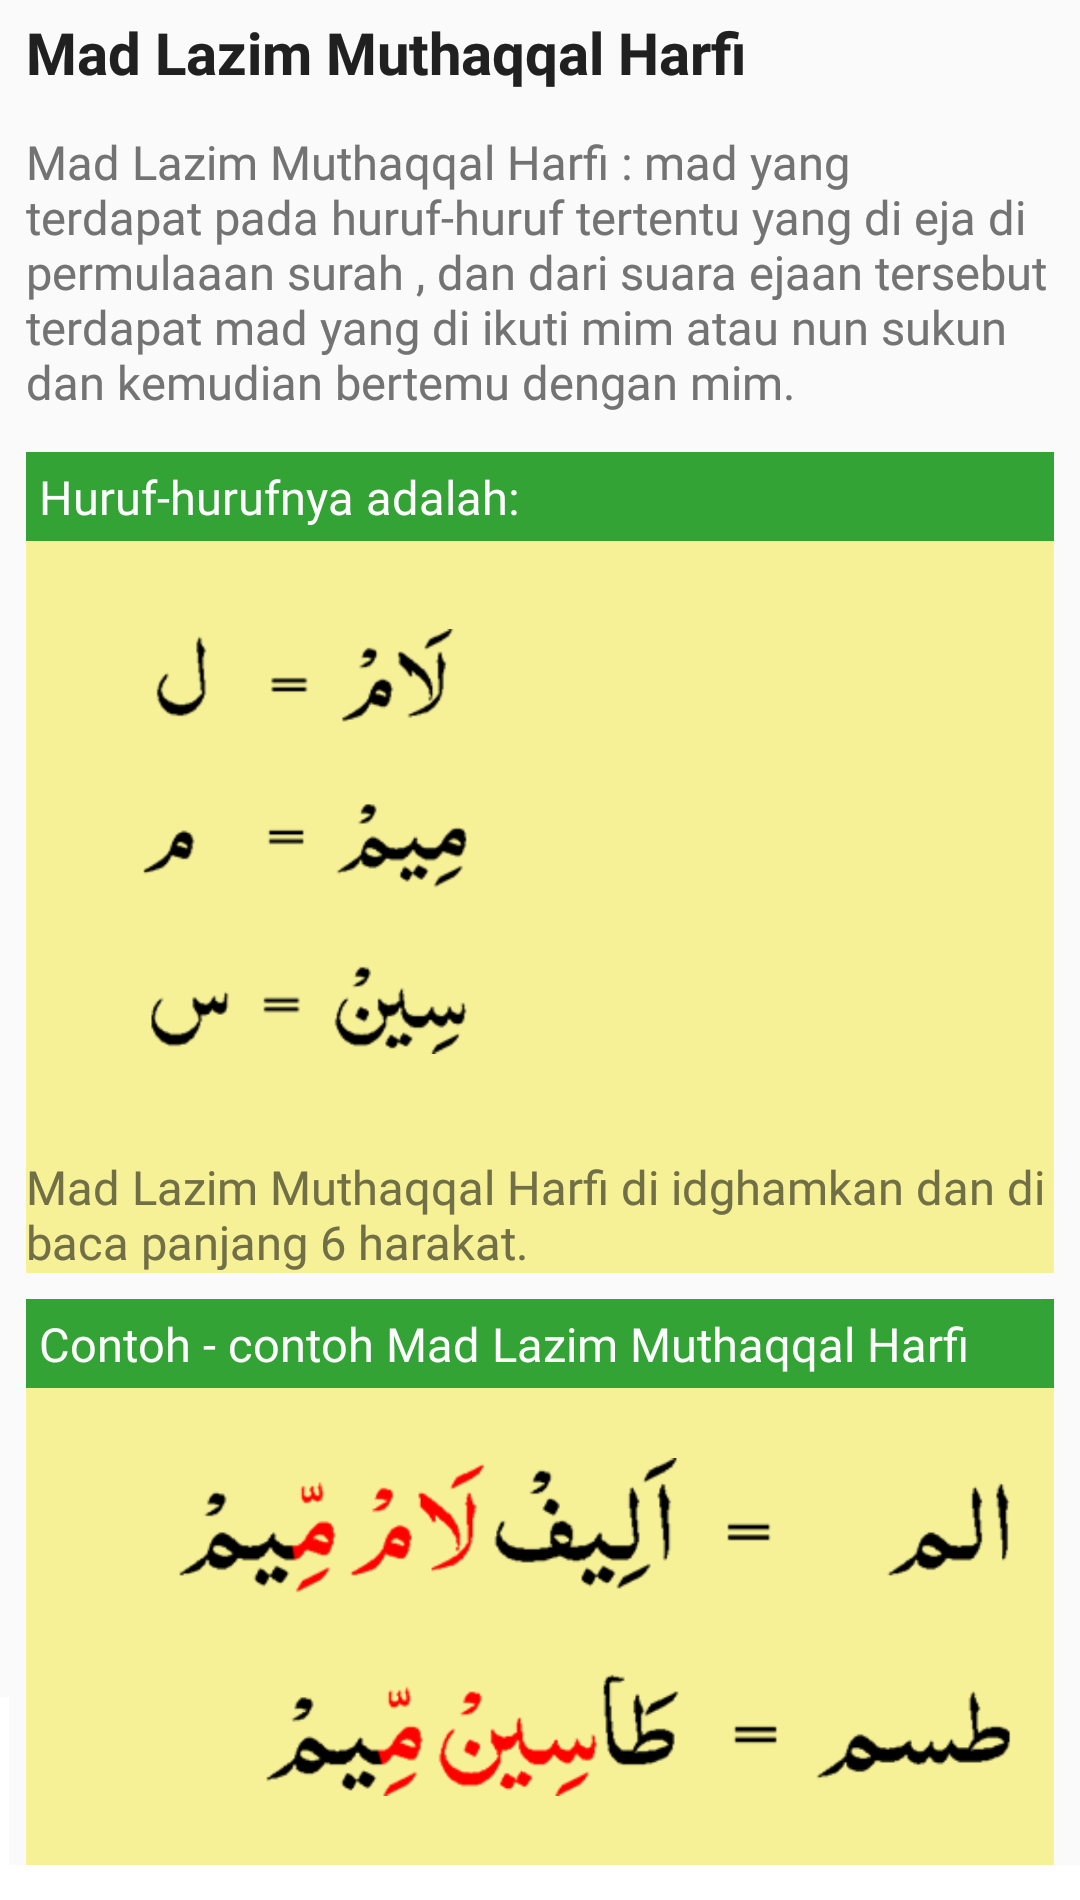 Mad Lazim Muthaqqal Harfi
Mad Lazim Muthaqqal Harfi : mad yang
terdapat pada huruf-huruf tertentu yang di eja di
permulaaan surah , dan dari suara ejaan tersebut
terdapat mad yang di ikuti mim atau nun sukun
dan kemudian bertemu dengan mim.
Huruf-hurufnya adalah:
لَامْ = ل
مِيمْ = م
سِينْ = س
Mad Lazim Muthaqqal Harfi di idghamkan dan di
baca panjang 6 harakat.
Contoh - contoh Mad Lazim Muthaqqal Harfi
الم = اَلِيفْ لَامْ مِّيمْ
طسم = طَا سِينْ مِّيمْ